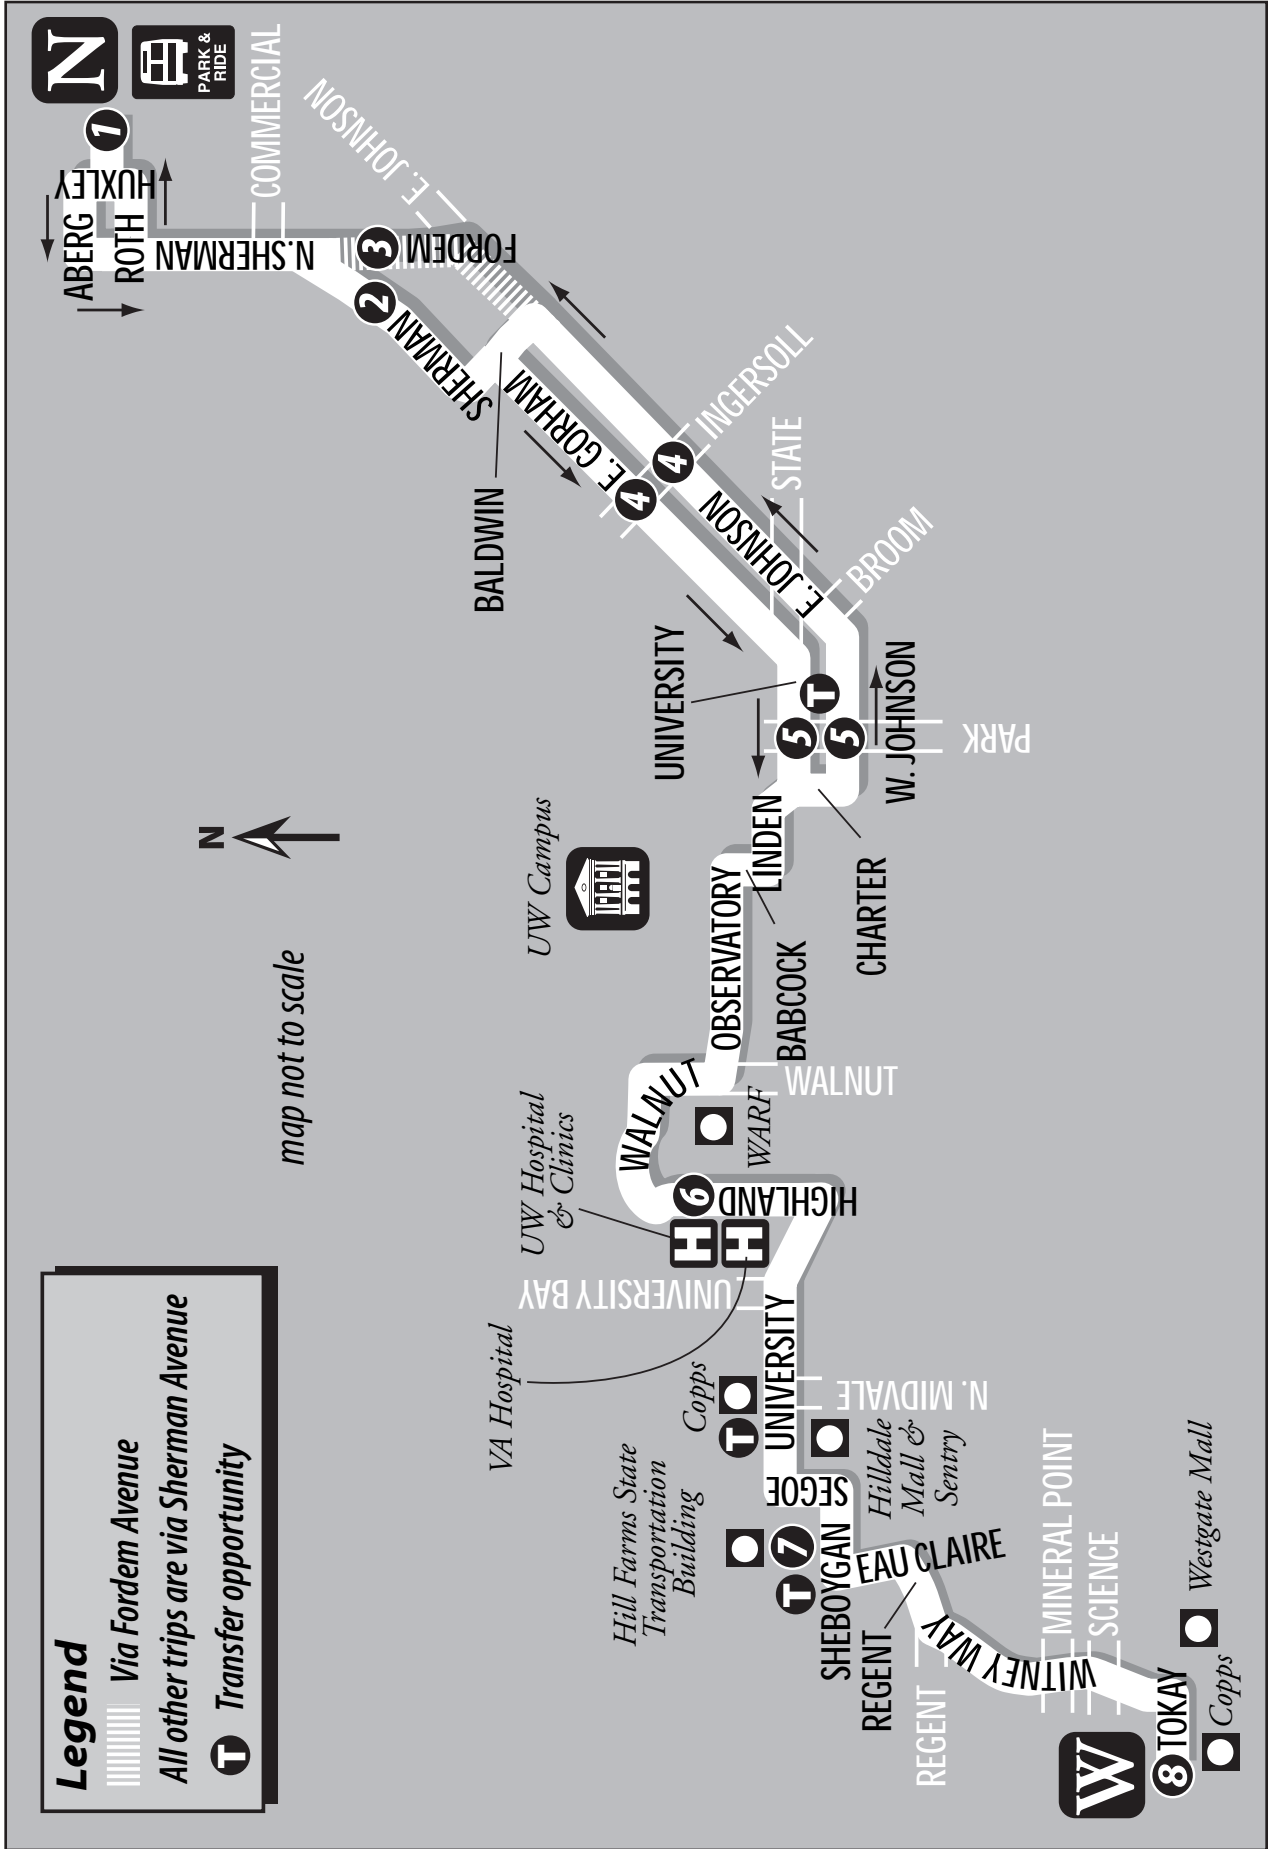 Legend
Via Fordem Avenue
All other trips are via Sherman Avenue
T Transfer opportunity
N
map not to scale
N
PARK &
RIDE
1
HUXLEY
ABERG
ROTH
COMMERCIAL
N. SHERMAN
3
FORDEM
E. JOHNSON
2
SHERMAN
BALDWIN
E. GORHAM
4
4
INGERSOLL
STATE
E. JOHNSON
BROOM
UNIVERSITY
T
5
5
W. JOHNSON
PARK
UW Campus
LINDEN
CHARTER
OBSERVATORY
BABCOCK
WALNUT
WALNUT
WARF
UW Hospital
& Clinics
6
HIGHLAND
H
H
VA Hospital
UNIVERSITY BAY
UNIVERSITY
Copps
T
N. MIDVALE
Hilldale
Mall &
Sentry
SEGOE
Hill Farms State
Transportation
Building
7
T
SHEBOYGAN
EAU CLAIRE
REGENT
REGENT
WITNEY WAY
MINERAL POINT
SCIENCE
Westgate Mall
W
8
TOKAY
Copps